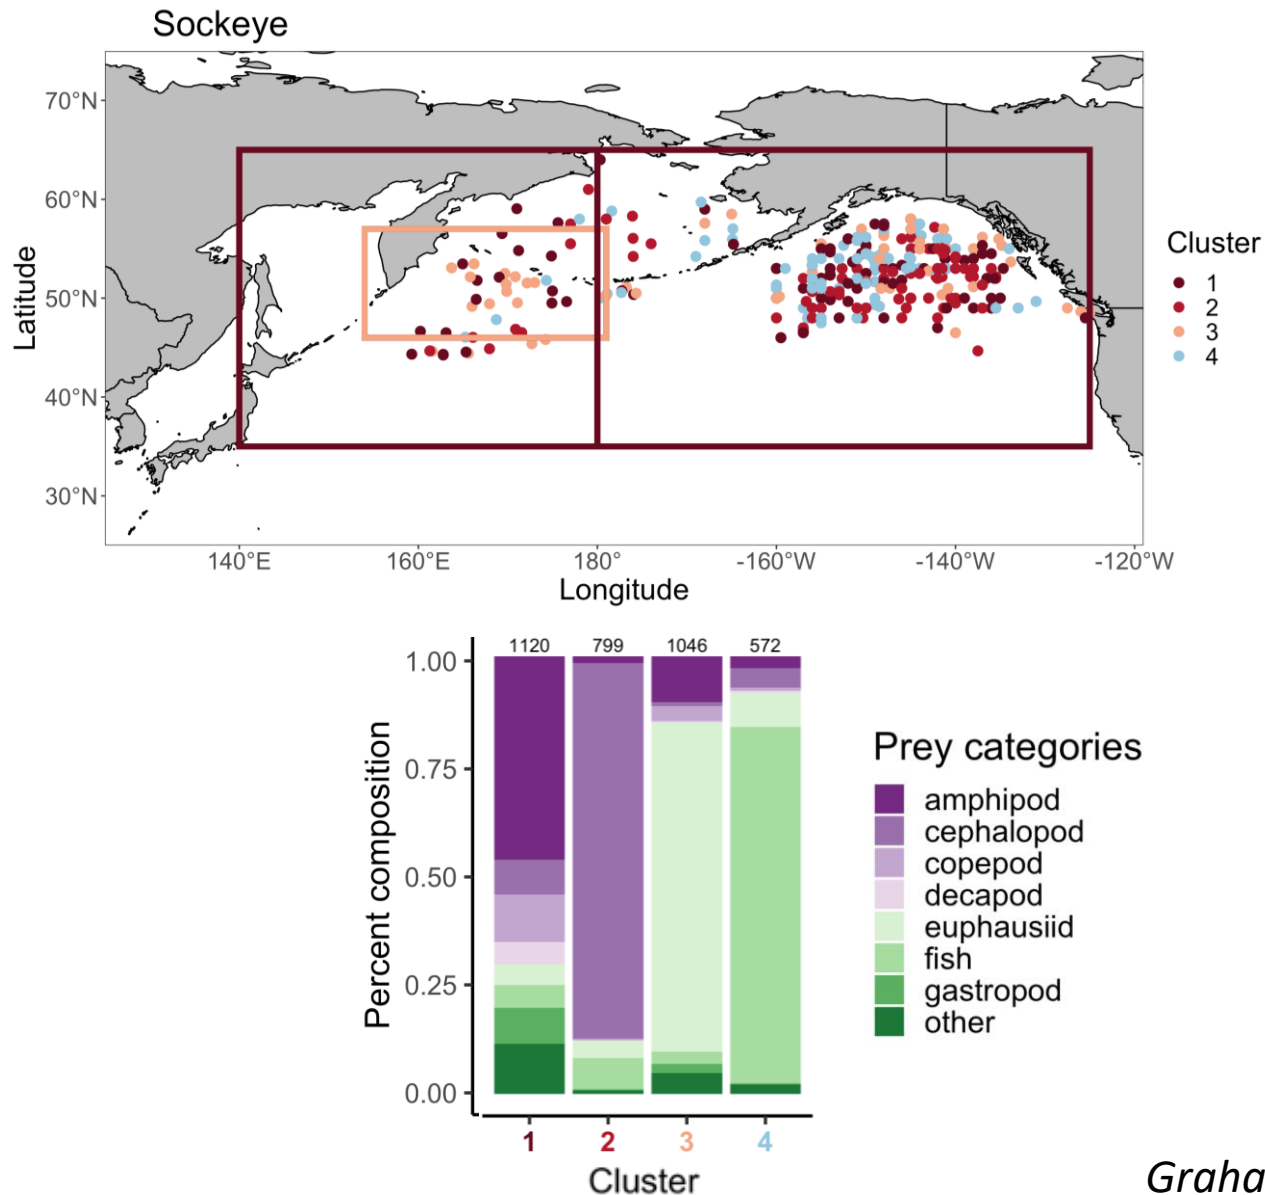 Sockeye
70°N
60°N
50°N
40°N
30°N
Latitude
140°E 160°E 180° -160°W -140°W -120°W
Longitude
Cluster
1
2
3
4
1120 799 1046 572
1.00
0.75
0.50
0.25
0.00
Percent composition
1 2 3 4
Cluster
Prey categories
amphipod
cephalopod
copepod
decapod
euphausiid
fish
gastropod
other
Graha